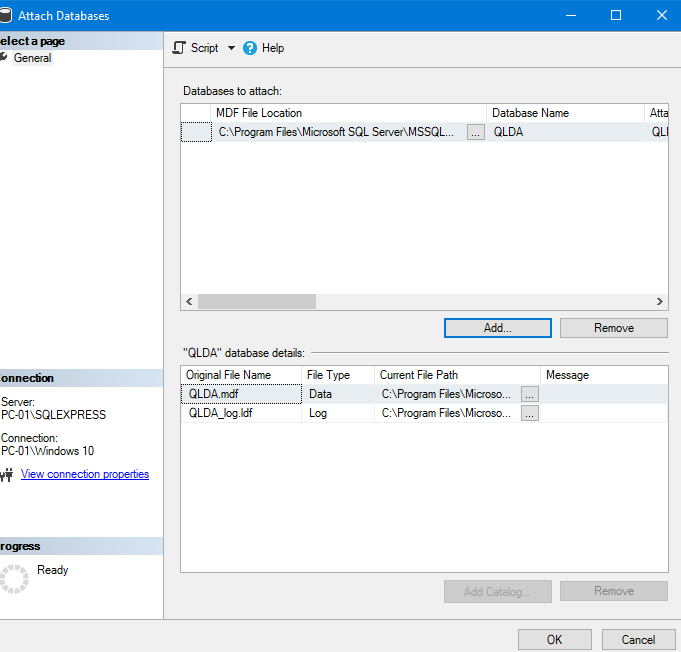 Attach Databases
elect a page
General
Script
Help
Databases to attach:
MDF File Location Database Name Atta
C:\Program Files\Microsoft SQL Server\MSSQL... ... QLDA QLI
Add... Remove
"QLDA" database details:
Original File Name File Type Current File Path Message
QLDA.mdf Data C:\Program Files\Microso... ...
QLDA_log.ldf Log C:\Program Files\Microso... ...
Add Catalog... Remove
onnection
Server:
PC-01\SQLEXPRESS
Connection:
PC-01\Windows 10
View connection properties
rogress
Ready
OK Cancel